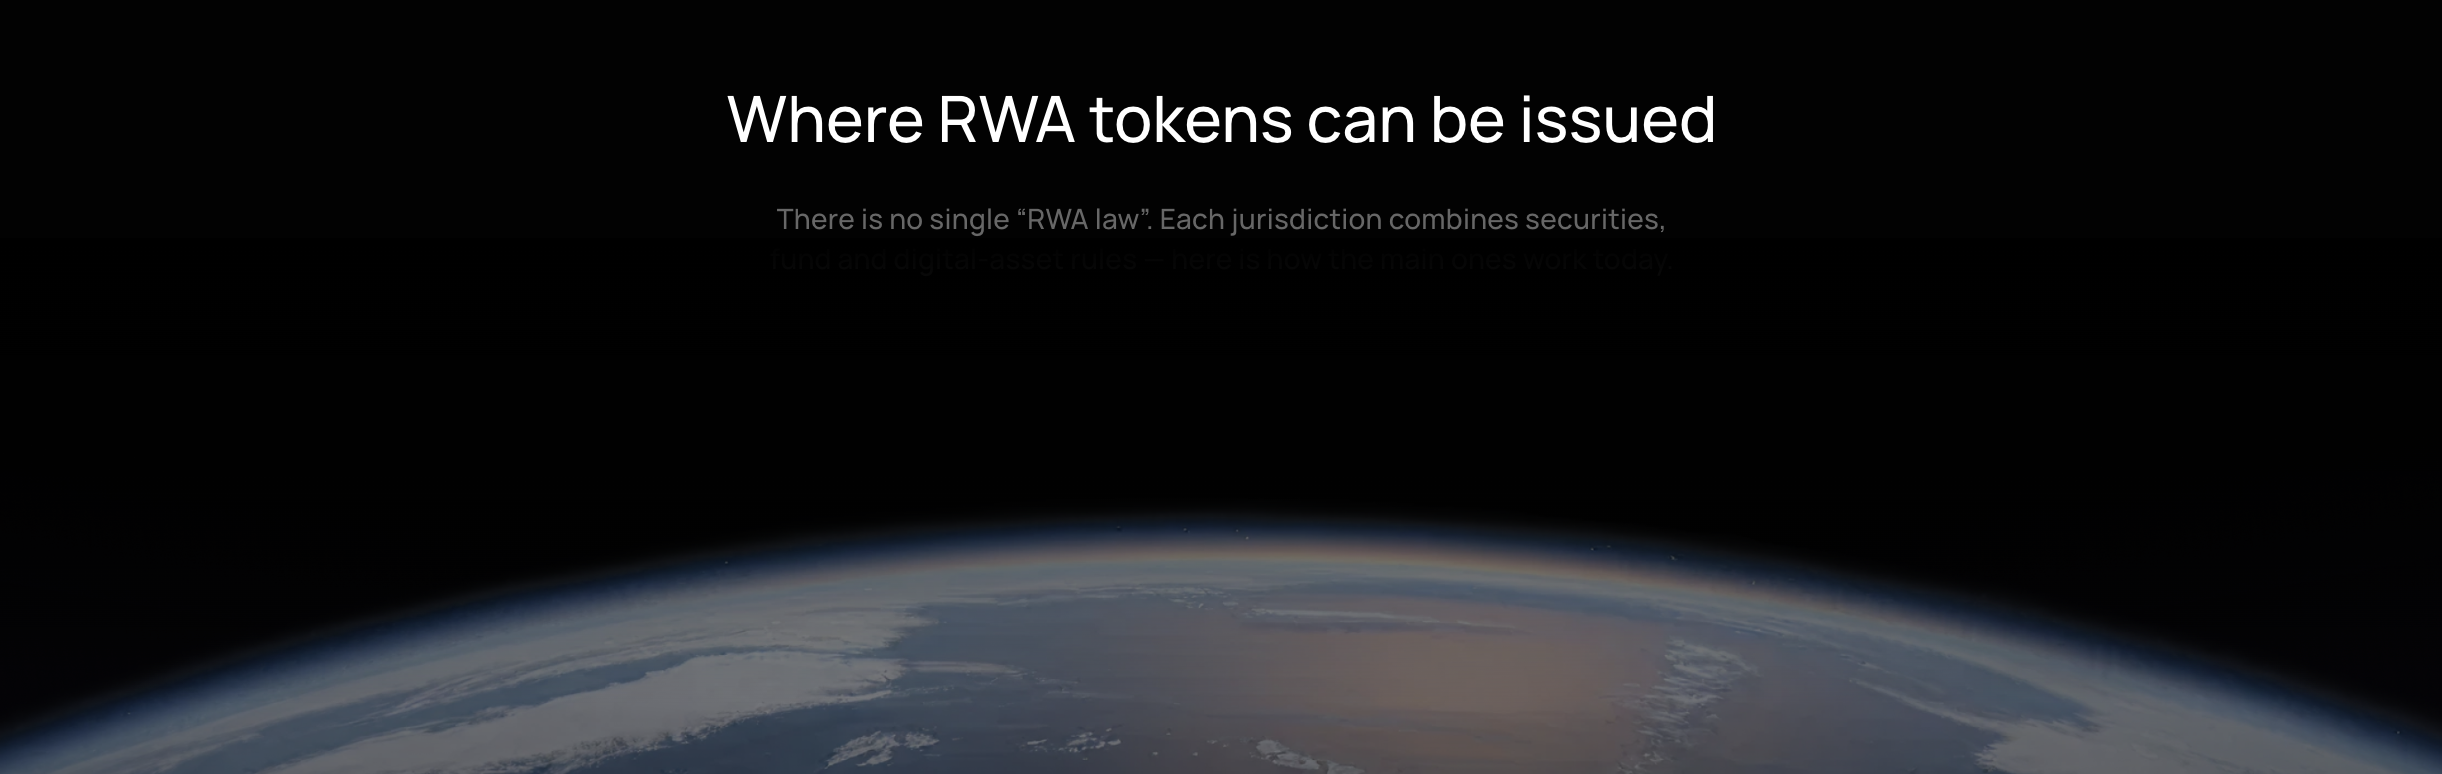 Where RWA tokens can be issued
There is no single “RWA law”. Each jurisdiction combines securities,
fund and digital-asset rules — here is how the main ones work today.